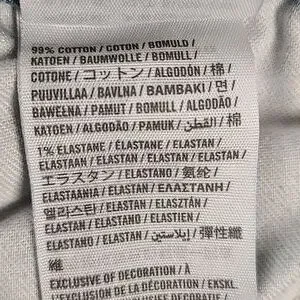 99% COTTON / COTON / BOMULD /
KATOEN / BAUMWOLLE / BOMULL /
COTONE / コットン / ALGODÓN / 棉 /
PUUVILLAA / BAVLNA / BAMBAKI / 면 /
BAWEŁNA / PAMUT / BOMULL / ALGODÃO /
KATOEN / ALGODÃO / PAMUK / القطن / 棉
1% ELASTANE / ÉLASTANE / ELASTAN /
ELASTAAN / ELASTAN / ELASTAN /
エラスタン / ELASTANO / 氨纶 /
ELASTAANIA / ELASTAN / ΕΛΑΣΤΑΝΗ /
엘라스탄 / ELASTAN / ELASZTÁN /
ELASTAN / ELASTANO / ELASTIEN /
ELASTANO / ELASTAN / إيلاستين / 彈性纖
維
EXCLUSIVE OF DECORATION / À
L'EXCLUSION DE LA DÉCORATION / EKSKL.